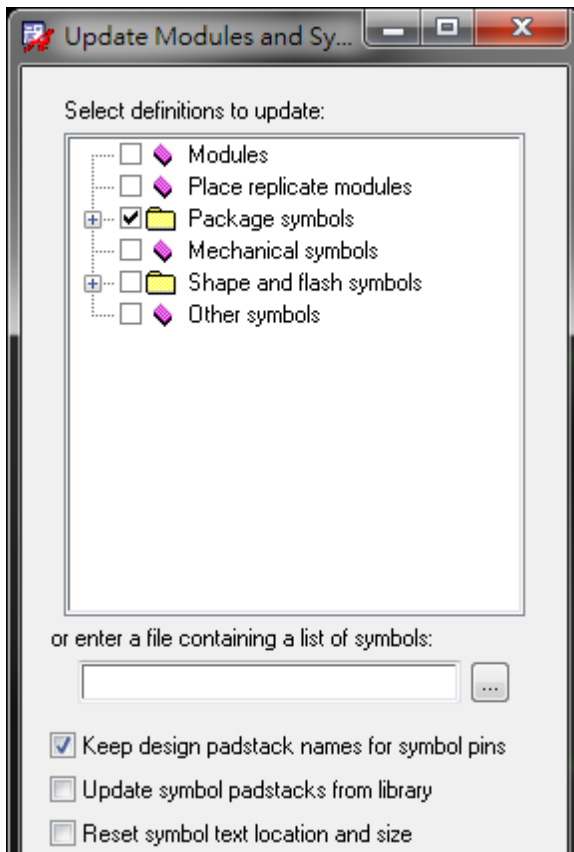 Update Modules and Sy...
Select definitions to update:
Modules
Place replicate modules
Package symbols
Mechanical symbols
Shape and flash symbols
Other symbols
or enter a file containing a list of symbols:
...
Keep design padstack names for symbol pins
Update symbol padstacks from library
Reset symbol text location and size